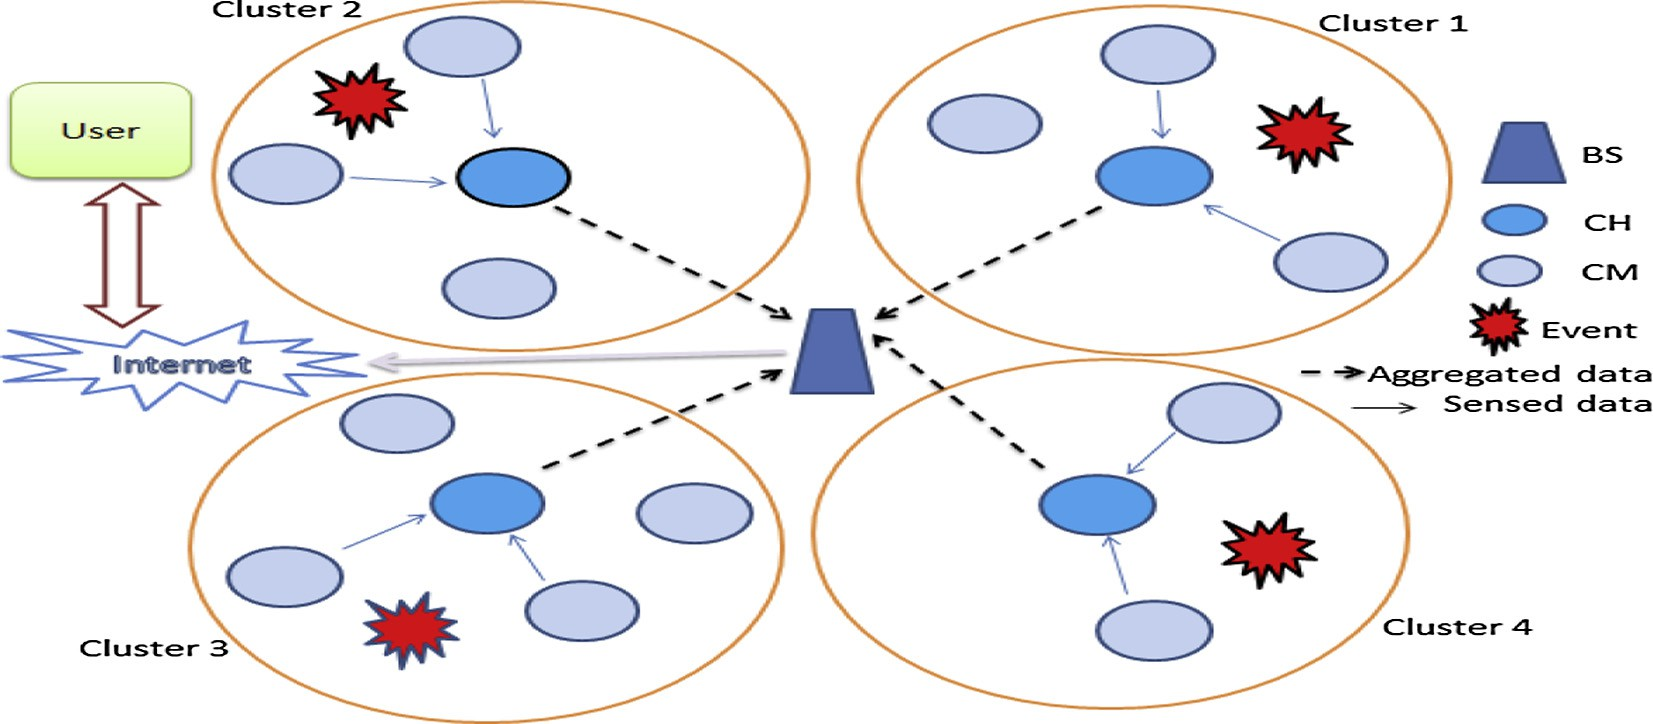 Cluster 2
Cluster 1
User
BS
CH
CM
Event
Internet
Aggregated data
Sensed data
Cluster 3
Cluster 4